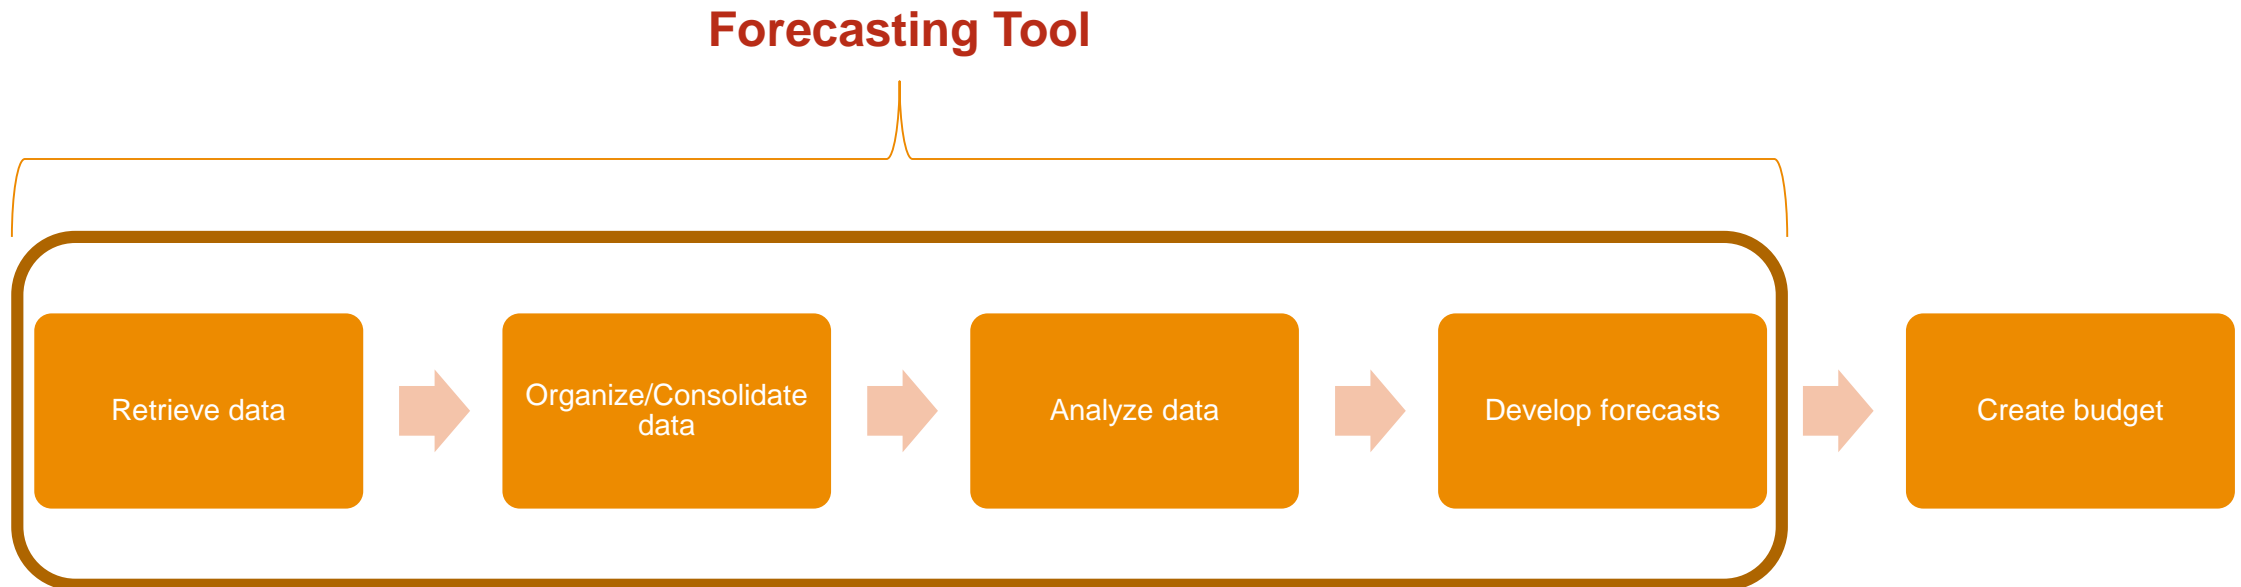 Forecasting Tool
Retrieve data
Organize/Consolidate
data
Analyze data
Develop forecasts
Create budget